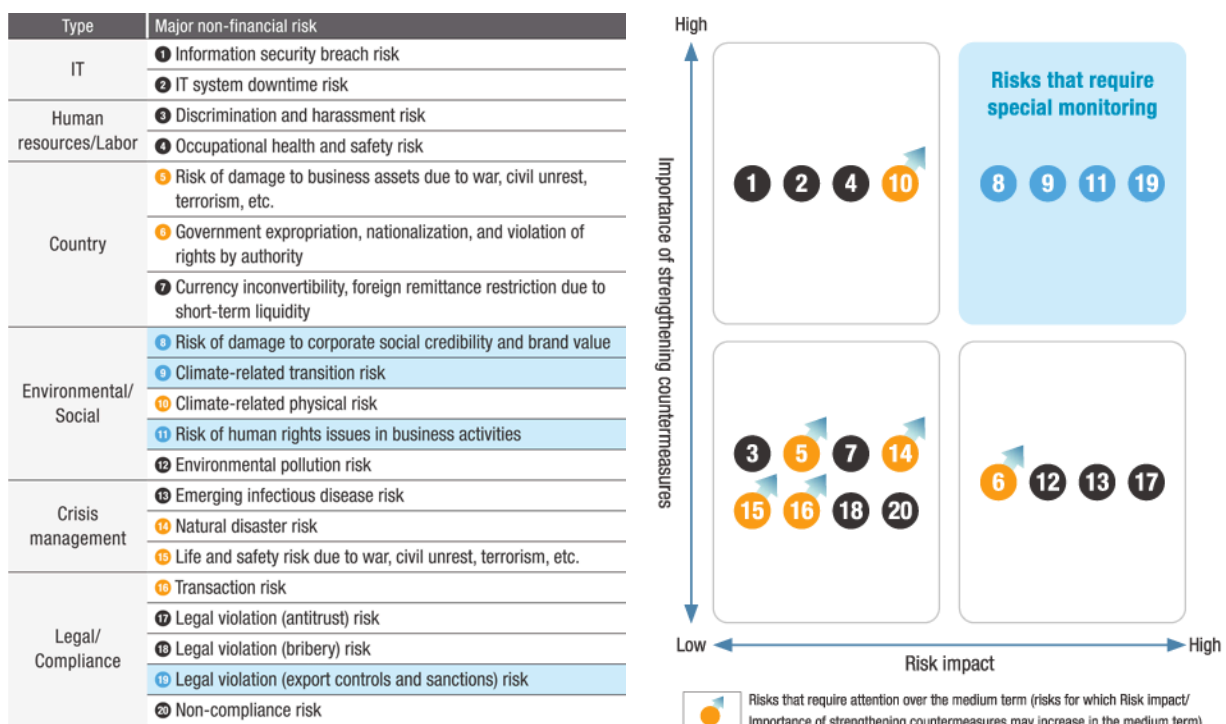 Type Major non-financial risk
IT
1 Information security breach risk
2 IT system downtime risk
Human
resources/Labor
3 Discrimination and harassment risk
4 Occupational health and safety risk
Country
5 Risk of damage to business assets due to war, civil unrest,
terrorism, etc.
6 Government expropriation, nationalization, and violation of
rights by authority
7 Currency inconvertibility, foreign remittance restriction due to
short-term liquidity
Environmental/
Social
8 Risk of damage to corporate social credibility and brand value
9 Climate-related transition risk
10 Climate-related physical risk
11 Risk of human rights issues in business activities
12 Environmental pollution risk
Crisis
management
13 Emerging infectious disease risk
14 Natural disaster risk
15 Life and safety risk due to war, civil unrest, terrorism, etc.
Legal/
Compliance
16 Transaction risk
17 Legal violation (antitrust) risk
18 Legal violation (bribery) risk
19 Legal violation (export controls and sanctions) risk
20 Non-compliance risk
High
Importance of strengthening countermeasures
1 2 4 10
Risks that require
special monitoring
8 9 11 19
3 5 7 14
15 16 18 20
6 12 13 17
Low
High
Risk impact
Risks that require attention over the medium term (risks for which Risk impact/
Importance of strengthening countermeasures may increase in the medium term)